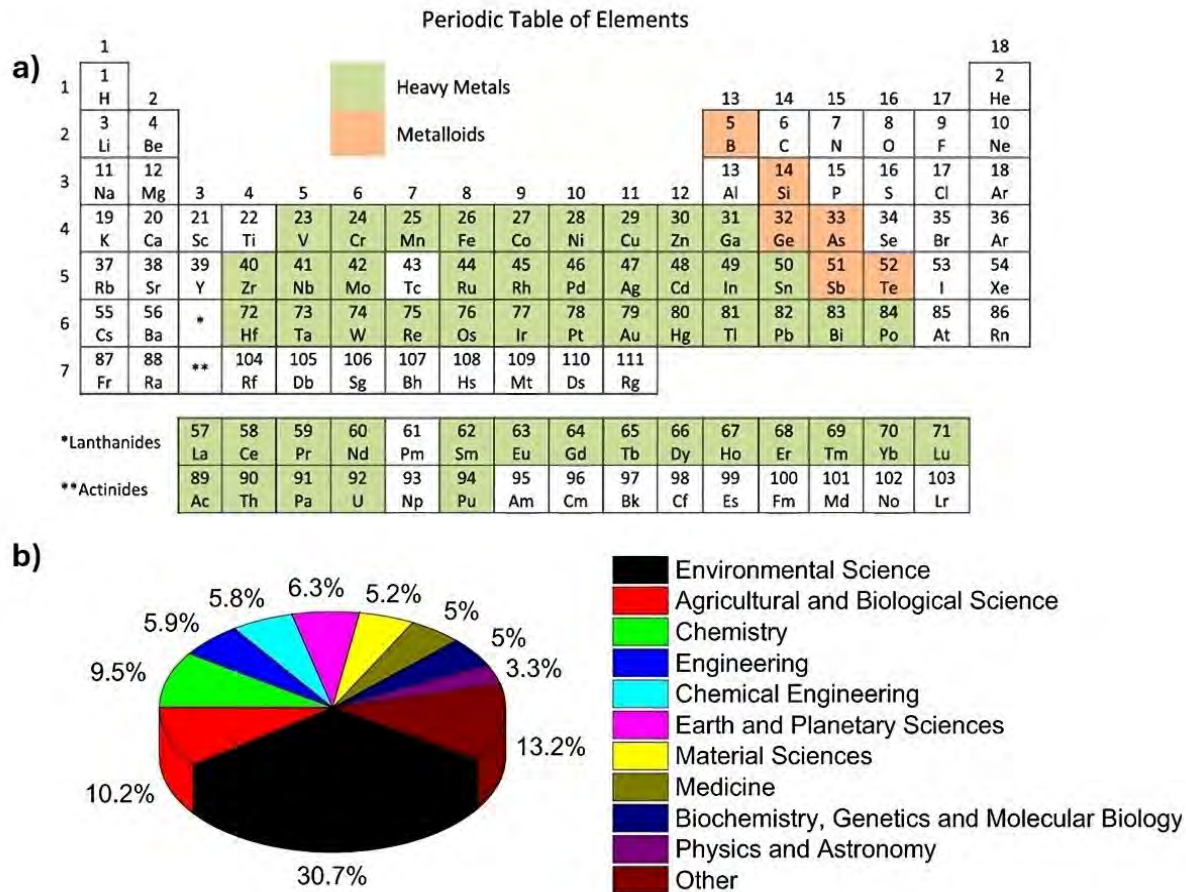 Periodic Table of Elements
a)
1 18
1 2
1 H 2 13 14 15 16 17 He
Heavy Metals
3 4 5 6 7 8 9 10
2 Li Be B C N O F Ne
Metalloids
11 12 13 14 15 16 17 18
3 Na Mg 3 4 5 6 7 8 9 10 11 12 Al Si P S Cl Ar
19 20 21 22 23 24 25 26 27 28 29 30 31 32 33 34 35 36
4 K Ca Sc Ti V Cr Mn Fe Co Ni Cu Zn Ga Ge As Se Br Ar
37 38 39 40 41 42 43 44 45 46 47 48 49 50 51 52 53 54
5 Rb Sr Y Zr Nb Mo Tc Ru Rh Pd Ag Cd In Sn Sb Te I Xe
55 56 * 72 73 74 75 76 77 78 79 80 81 82 83 84 85 86
6 Cs Ba Hf Ta W Re Os Ir Pt Au Hg Tl Pb Bi Po At Rn
87 88 ** 104 105 106 107 108 109 110 111
7 Fr Ra Rf Db Sg Bh Hs Mt Ds Rg
57 58 59 60 61 62 63 64 65 66 67 68 69 70 71
*Lanthanides La Ce Pr Nd Pm Sm Eu Gd Tb Dy Ho Er Tm Yb Lu
89 90 91 92 93 94 95 96 97 98 99 100 101 102 103
**Actinides Ac Th Pa U Np Pu Am Cm Bk Cf Es Fm Md No Lr
b)
5.9%
5.8%
6.3%
5.2%
5%
5%
3.3%
9.5%
13.2%
10.2%
30.7%
Environmental Science
Agricultural and Biological Science
Chemistry
Engineering
Chemical Engineering
Earth and Planetary Sciences
Material Sciences
Medicine
Biochemistry, Genetics and Molecular Biology
Physics and Astronomy
Other